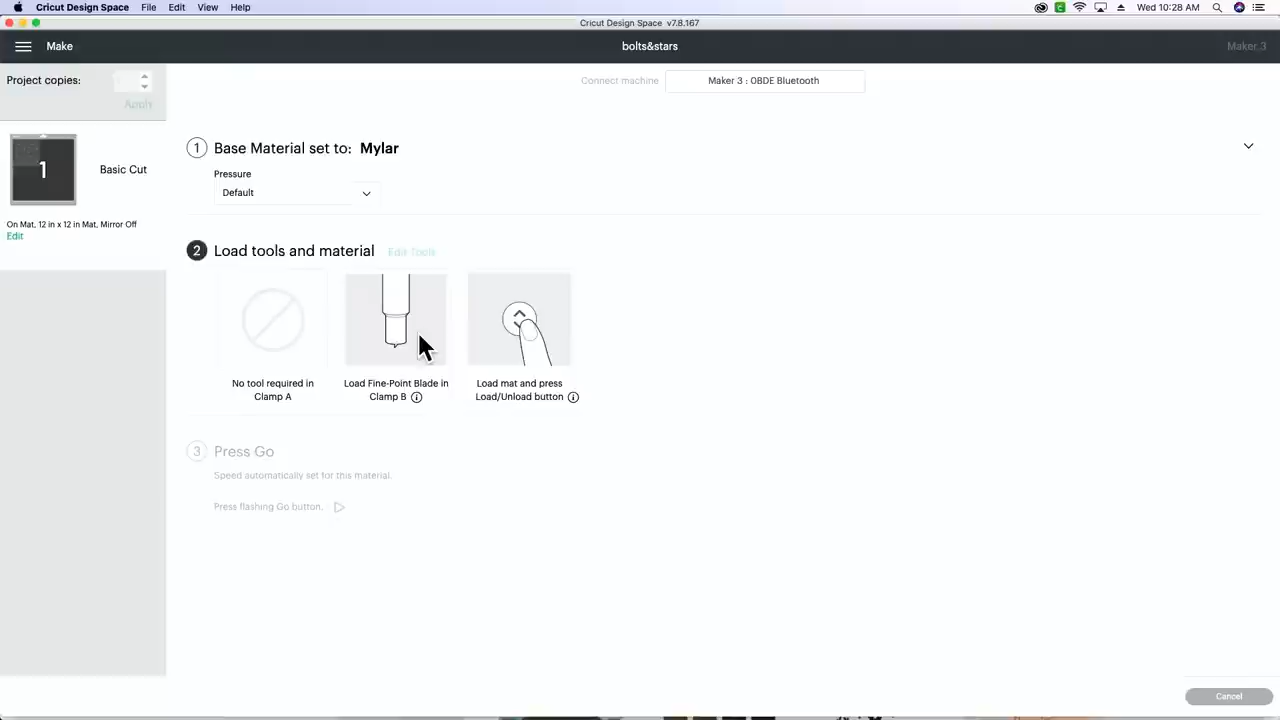 Cricut Design Space File Edit View Help Wed 10:28 AM
Cricut Design Space v7.8.167
Make bolts&stars Maker 3
Project copies:
Apply
Connect machine Maker 3 : 0BDE Bluetooth
1 Basic Cut
On Mat, 12 in x 12 in Mat, Mirror Off
Edit
1 Base Material set to: Mylar
Pressure
Default
2 Load tools and material Edit Tools
No tool required in
Clamp A
Load Fine-Point Blade in
Clamp B
Load mat and press
Load/Unload button
3 Press Go
Speed automatically set for this material.
Press flashing Go button.
Cancel